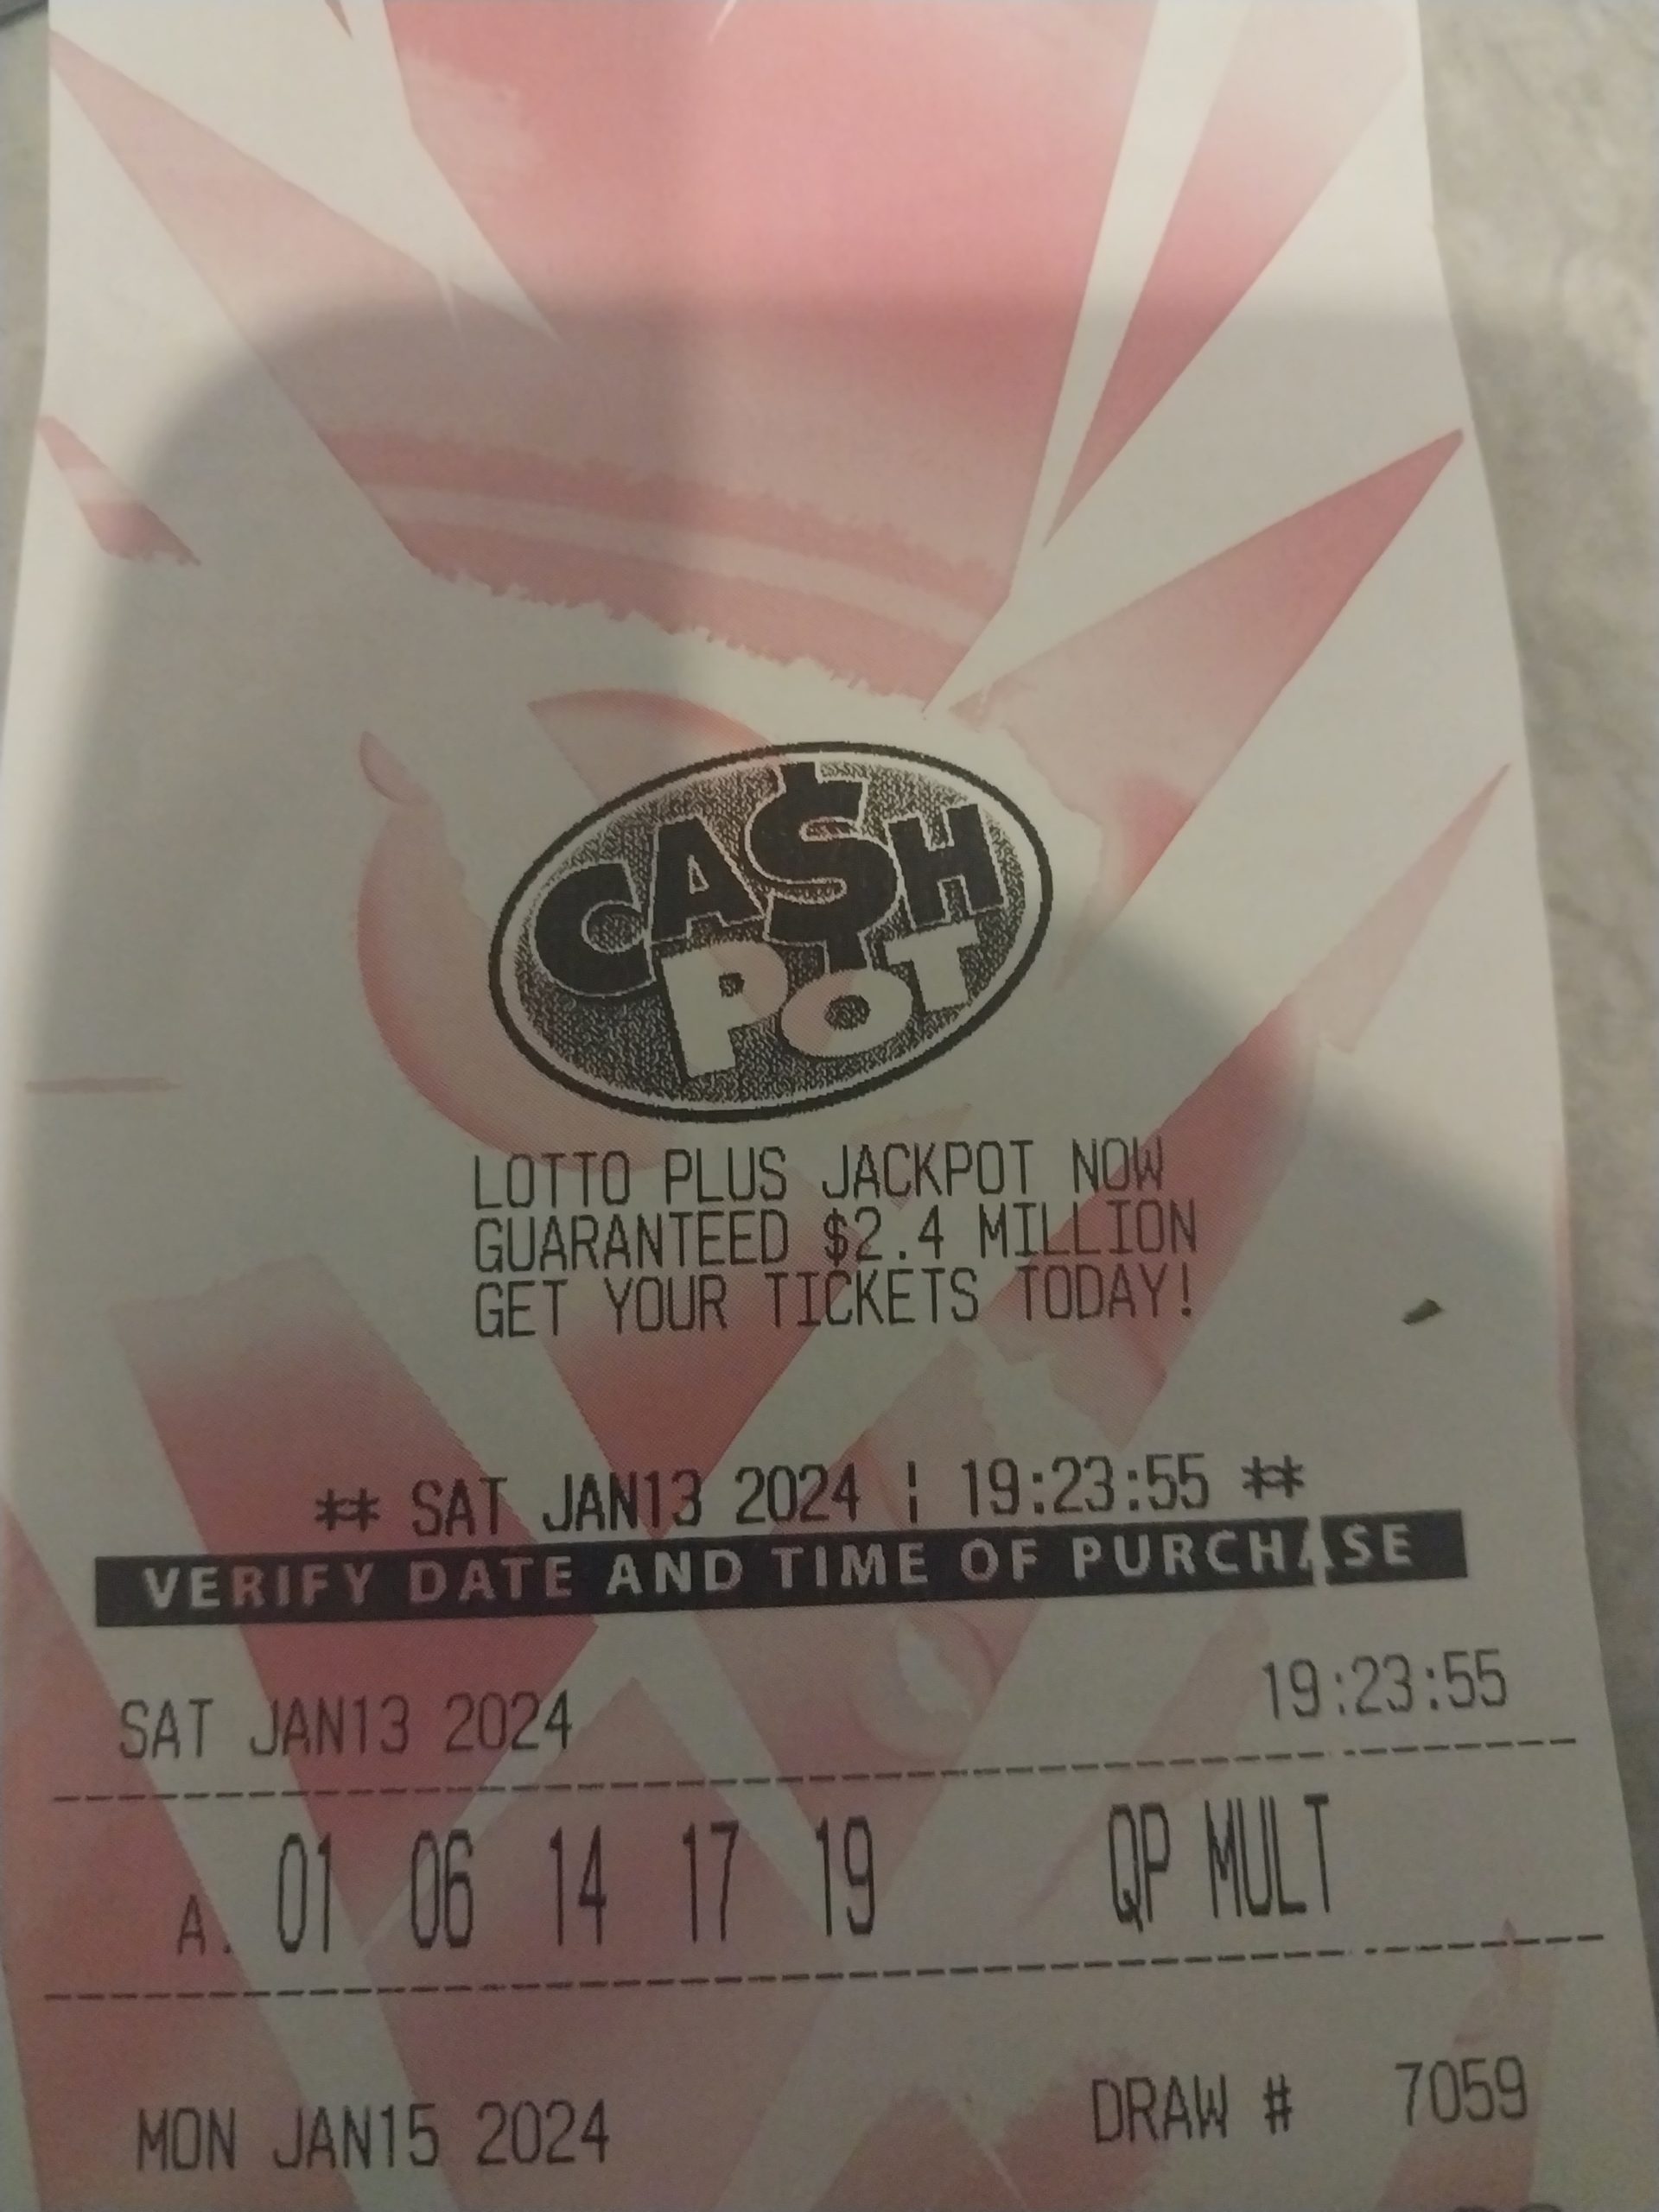 CA$H
POT
LOTTO PLUS JACKPOT NOW
GUARANTEED $2.4 MILLION
GET YOUR TICKETS TODAY!
** SAT JAN13 2024 ¦ 19:23:55 **
VERIFY DATE AND TIME OF PURCHASE
SAT JAN13 2024 19:23:55
A. 01 06 14 17 19 QP MULT
MON JAN15 2024 DRAW # 7059